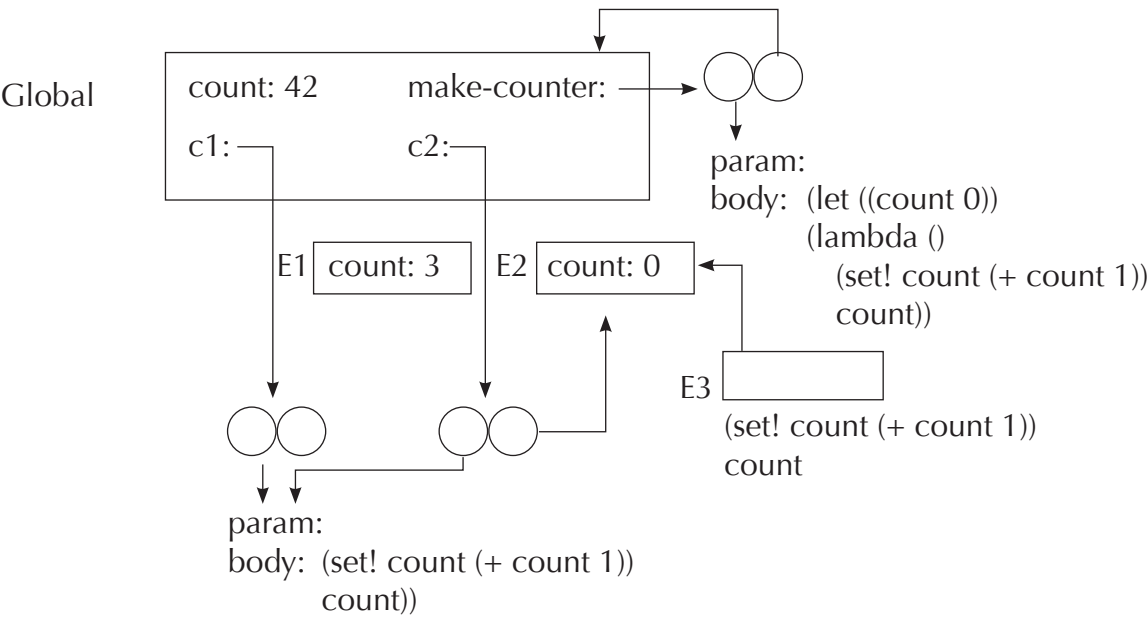 Global
count: 42
make-counter:
c1:
c2:
param:
body: (let ((count 0))
(lambda ()
(set! count (+ count 1))
count))
E1
count: 3
E2
count: 0
E3
(set! count (+ count 1))
count
param:
body: (set! count (+ count 1))
count))